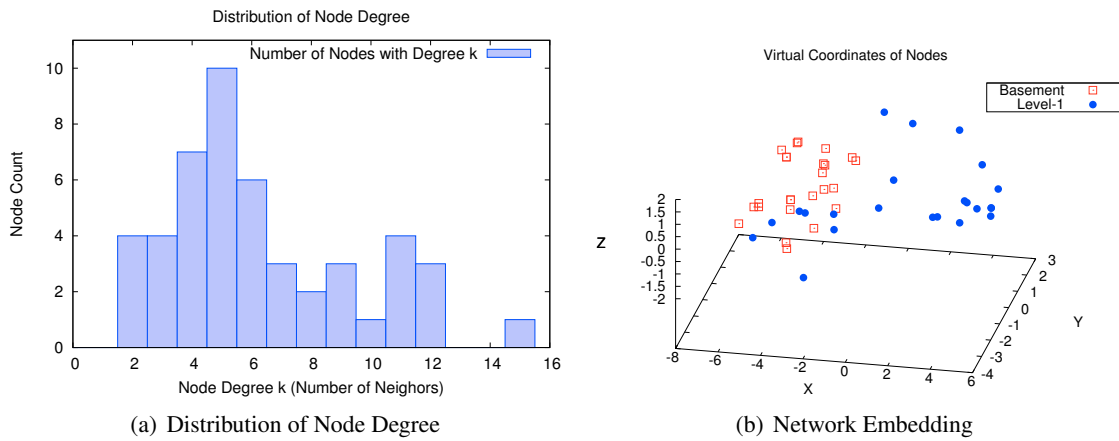 Distribution of Node Degree
Number of Nodes with Degree k
Node Count
10
8
6
4
2
0
0 2 4 6 8 10 12 14 16
Node Degree k (Number of Neighors)
(a) Distribution of Node Degree
Virtual Coordinates of Nodes
Basement
Level-1
Z
2
1.5
1
0.5
0
-0.5
-1
-1.5
-2
-8 -6 -4 -2 0 2 4 6
X
3
2
1
0
-1
-2
-3
-4
Y
(b) Network Embedding